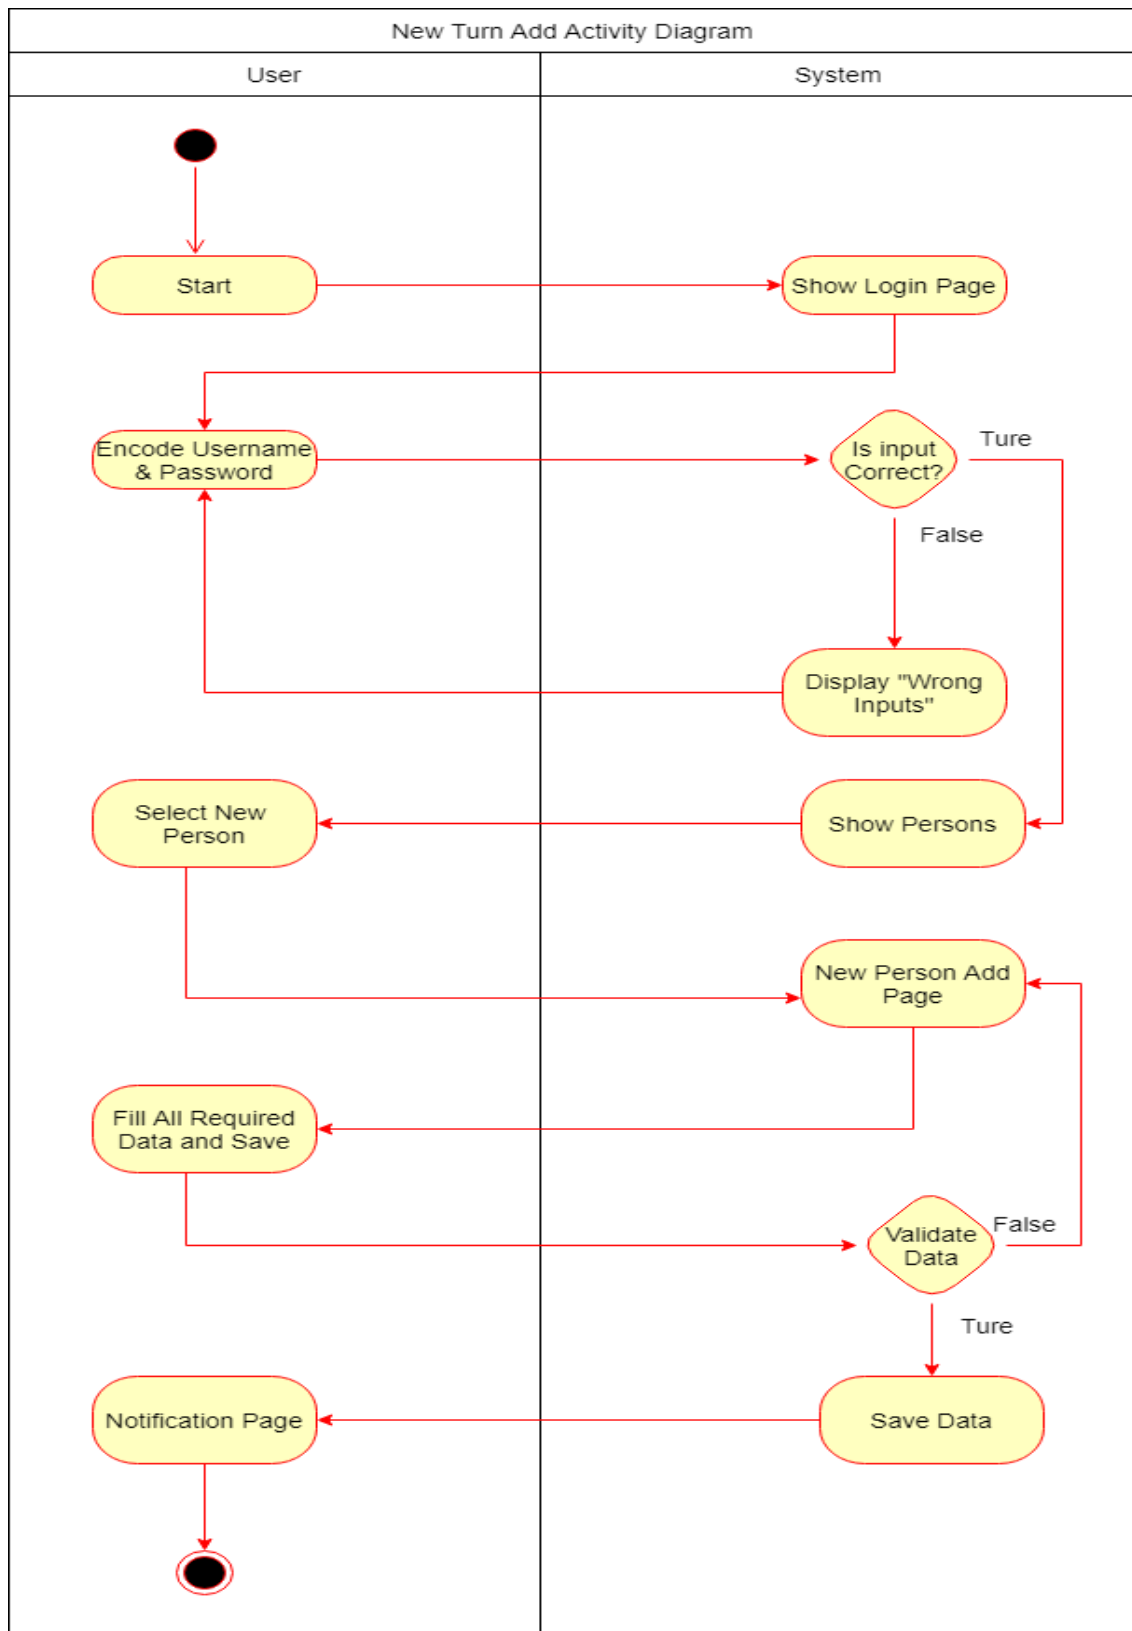 New Turn Add Activity Diagram
User
System
Start
Show Login Page
Encode Username
& Password
Is input
Correct?
Ture
False
Display "Wrong
Inputs"
Select New
Person
Show Persons
New Person Add
Page
Fill All Required
Data and Save
Validate
Data
False
Ture
Notification Page
Save Data